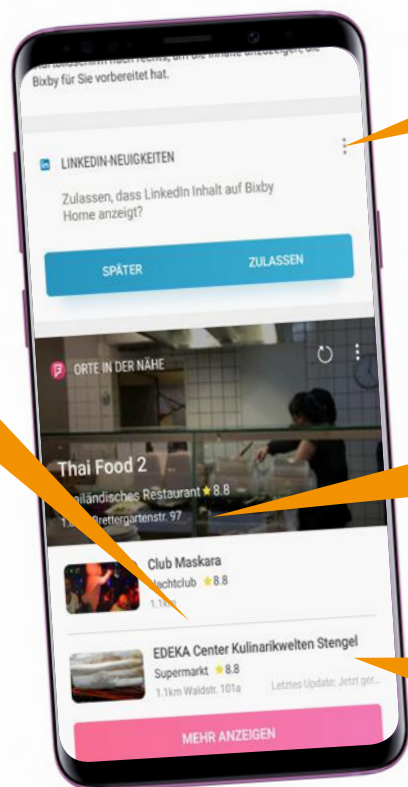 Bixby für Sie vorbereitet hat.
LINKEDIN-NEUIGKEITEN
Zulassen, dass LinkedIn Inhalt auf Bixby
Home anzeigt?
SPÄTER ZULASSEN
ORTE IN DER NÄHE
Thai Food 2
Restaurant ★ 8.8
Brettergartenstr. 97
Club Maskara
Nachtclub ★ 8.8
1.1km
EDEKA Center Kulinarikwelten Stengel
Supermarkt ★ 8.8
1.1km Waldstr. 101a Letztes Update: Jetzt ger...
MEHR ANZEIGEN